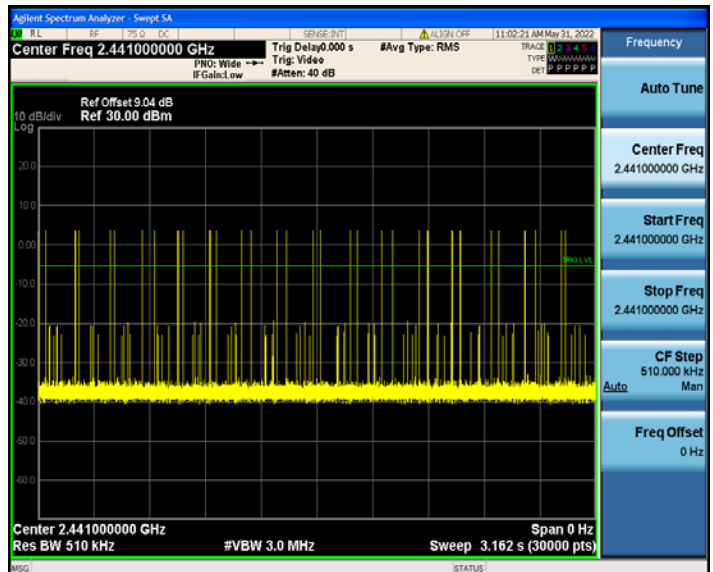 Agilent Spectrum Analyzer - Swept SA
RL RF 75 Ω DC SENSE:INT ALIGN OFF 11:02:21 AM May 31, 2022
Center Freq 2.441000000 GHz
PNO: Wide
IFGain:Low
Trig Delay0.000 s
Trig: Video
#Atten: 40 dB
#Avg Type: RMS
TRACE 1 2 3 4 5 6
TYPE WWWWWW
DET P P P P P P
Ref Offset 9.04 dB
10 dB/div Ref 30.00 dBm
Log
20.0
10.0
0.00
TRIG LVL
-10.0
-20.0
-30.0
-40.0
-50.0
-60.0
Center 2.441000000 GHz Span 0 Hz
Res BW 510 kHz #VBW 3.0 MHz Sweep 3.162 s (30000 pts)
MSG STATUS
Frequency
Auto Tune
Center Freq
2.441000000 GHz
Start Freq
2.441000000 GHz
Stop Freq
2.441000000 GHz
CF Step
510.000 kHz
Auto Man
Freq Offset
0 Hz